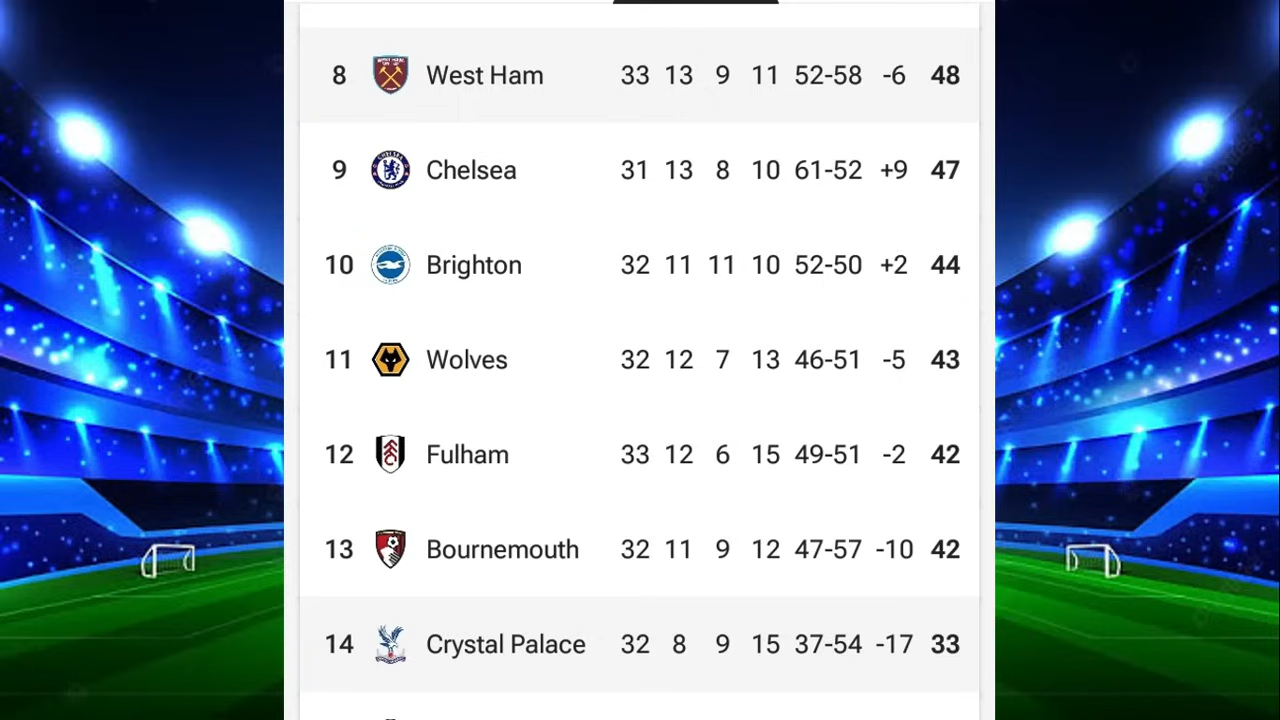 8 West Ham 33 13 9 11 52-58 -6 48
9 Chelsea 31 13 8 10 61-52 +9 47
10 Brighton 32 11 11 10 52-50 +2 44
11 Wolves 32 12 7 13 46-51 -5 43
12 Fulham 33 12 6 15 49-51 -2 42
13 Bournemouth 32 11 9 12 47-57 -10 42
14 Crystal Palace 32 8 9 15 37-54 -17 33